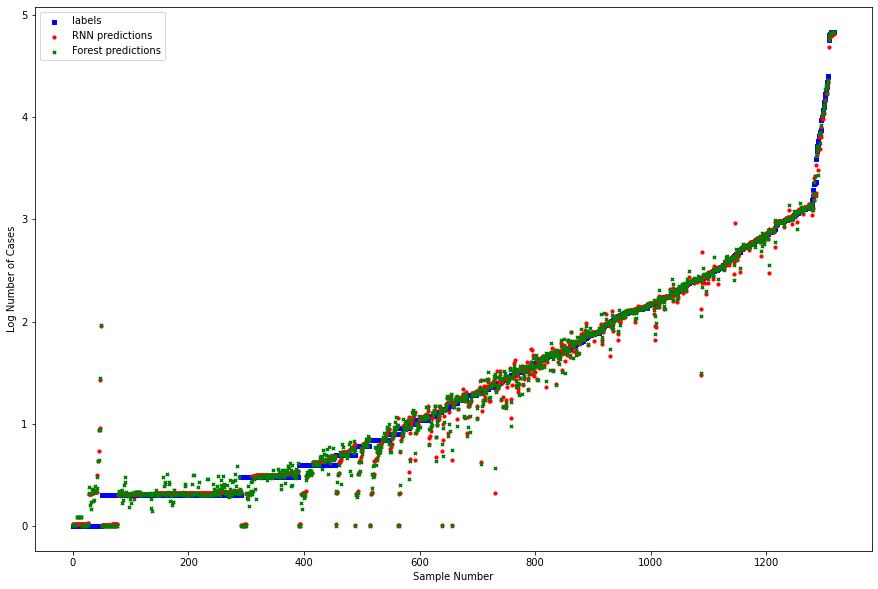 labels
RNN predictions
Forest predictions
Log Number of Cases
5
4
3
2
1
0
0 200 400 600 800 1000 1200
Sample Number